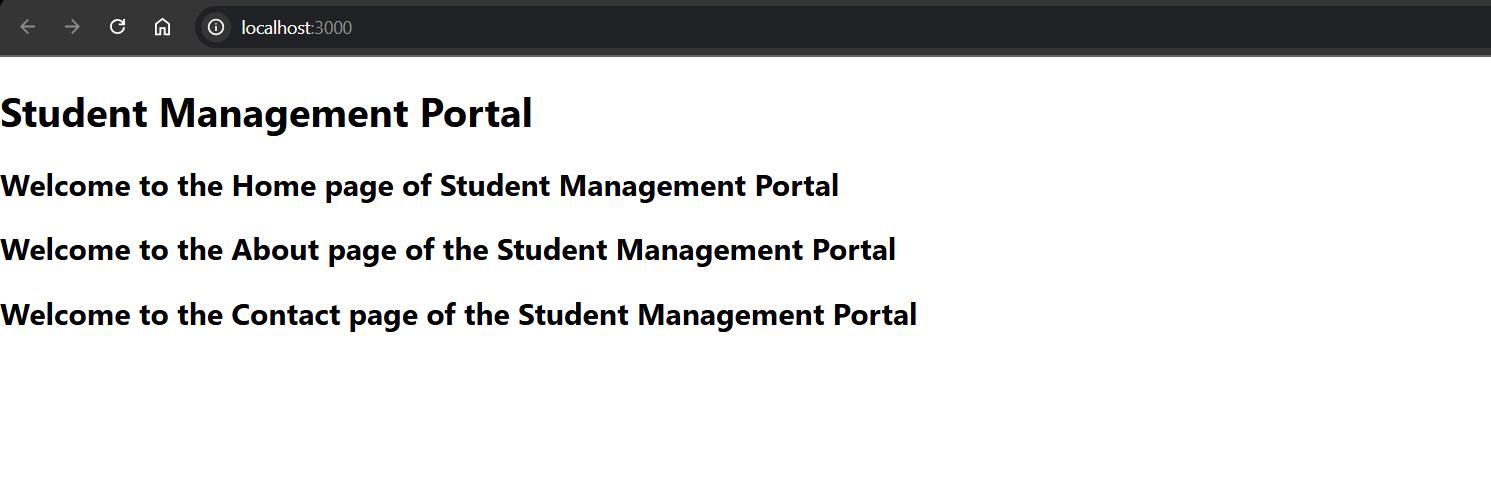 localhost:3000
Student Management Portal
Welcome to the Home page of Student Management Portal
Welcome to the About page of the Student Management Portal
Welcome to the Contact page of the Student Management Portal